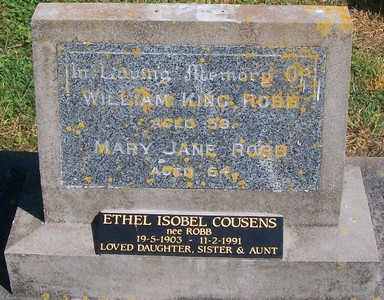 In Loving Memory Of
WILLIAM KING ROBB
AGED 59.
MARY JANE ROBB
AGED 64.
ETHEL ISOBEL COUSENS
nee ROBB
19-5-1903 - 11-2-1991
LOVED DAUGHTER, SISTER & AUNT